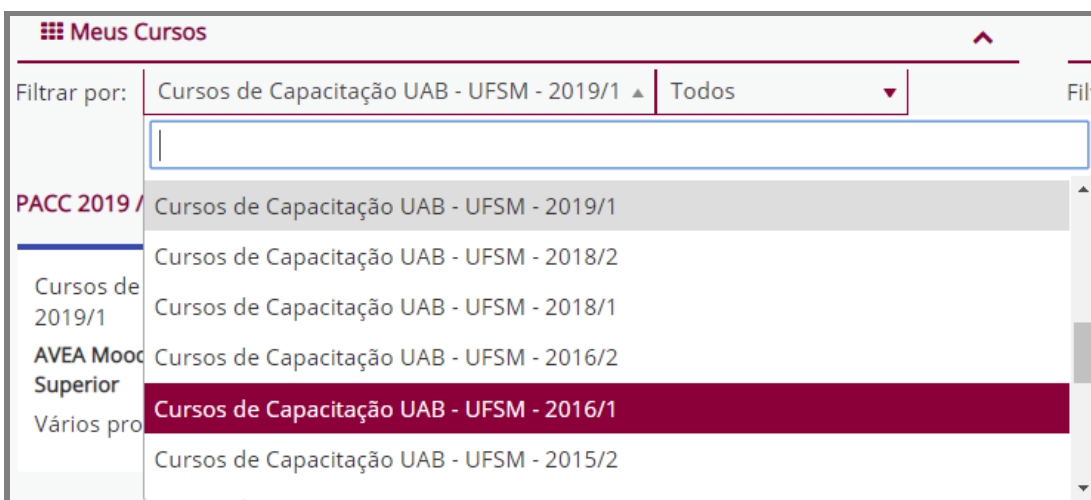 Meus Cursos
Filtrar por: Cursos de Capacitação UAB - UFSM - 2019/1 Todos Fil
PACC 2019 /
Cursos de Capacitação UAB - UFSM - 2019/1
Cursos de Capacitação UAB - UFSM - 2018/2
Cursos de
2019/1
Cursos de Capacitação UAB - UFSM - 2018/1
AVEA Mood
Cursos de Capacitação UAB - UFSM - 2016/2
Superior
Cursos de Capacitação UAB - UFSM - 2016/1
Vários pro
Cursos de Capacitação UAB - UFSM - 2015/2